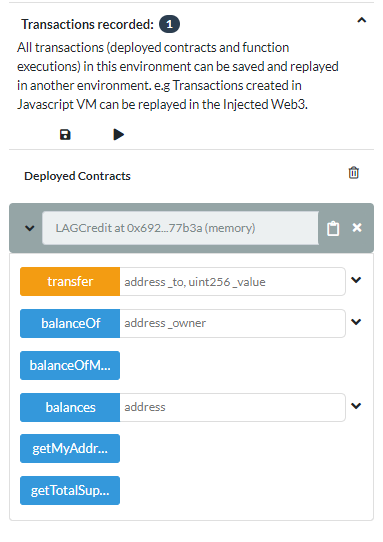 Transactions recorded: 1
All transactions (deployed contracts and function
executions) in this environment can be saved and replayed
in another environment. e.g Transactions created in
Javascript VM can be replayed in the Injected Web3.
Deployed Contracts
LAGCredit at 0x692...77b3a (memory)
transfer address _to, uint256 _value
balanceOf address _owner
balanceOfM...
balances address
getMyAddr...
getTotalSup...